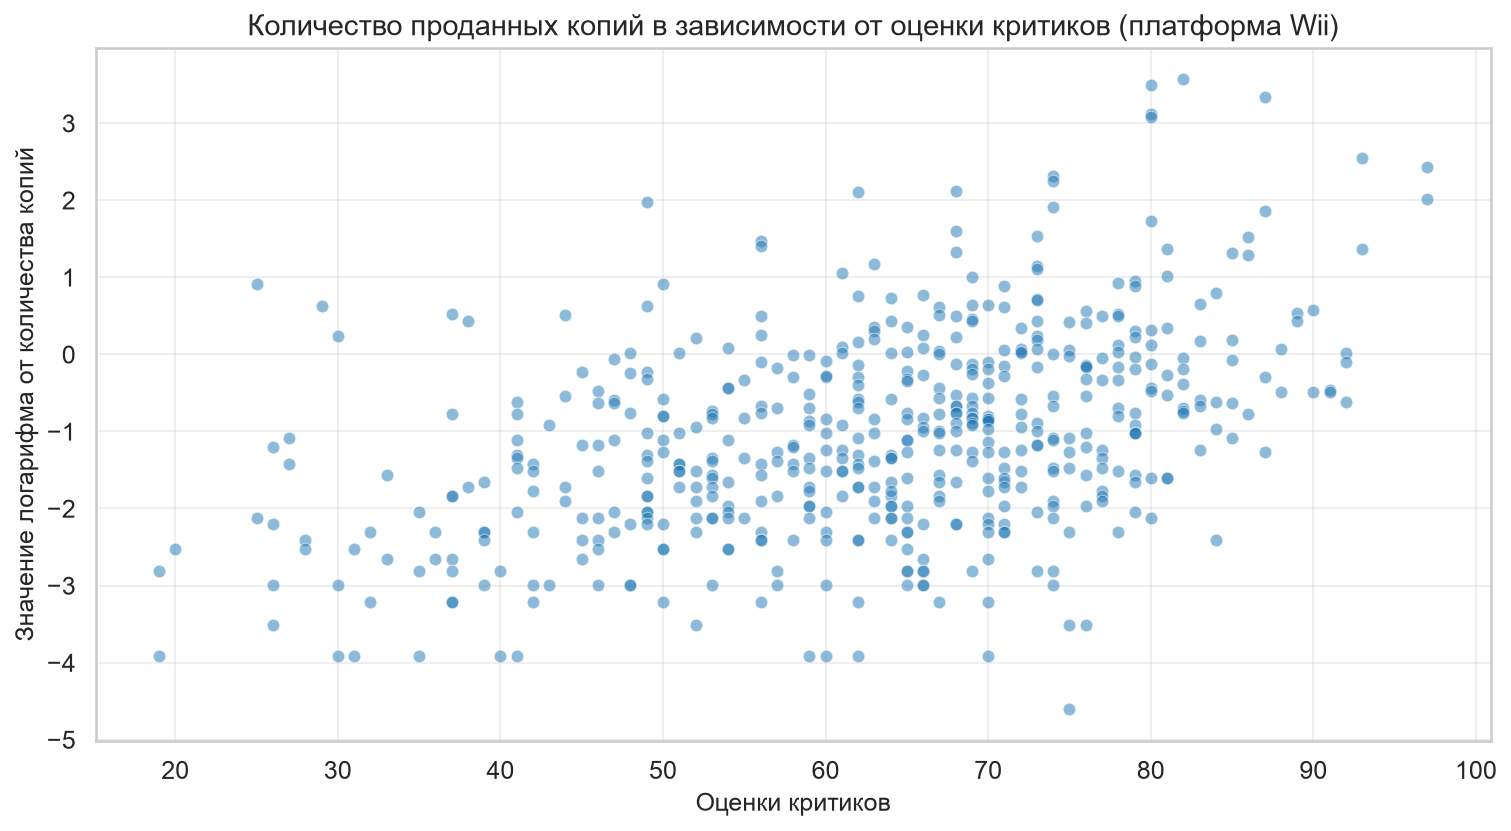 Количество проданных копий в зависимости от оценки критиков (платформа Wii)
Значение логарифма от количества копий
3
2
1
0
−1
−2
−3
−4
−5
20 30 40 50 60 70 80 90 100
Оценки критиков